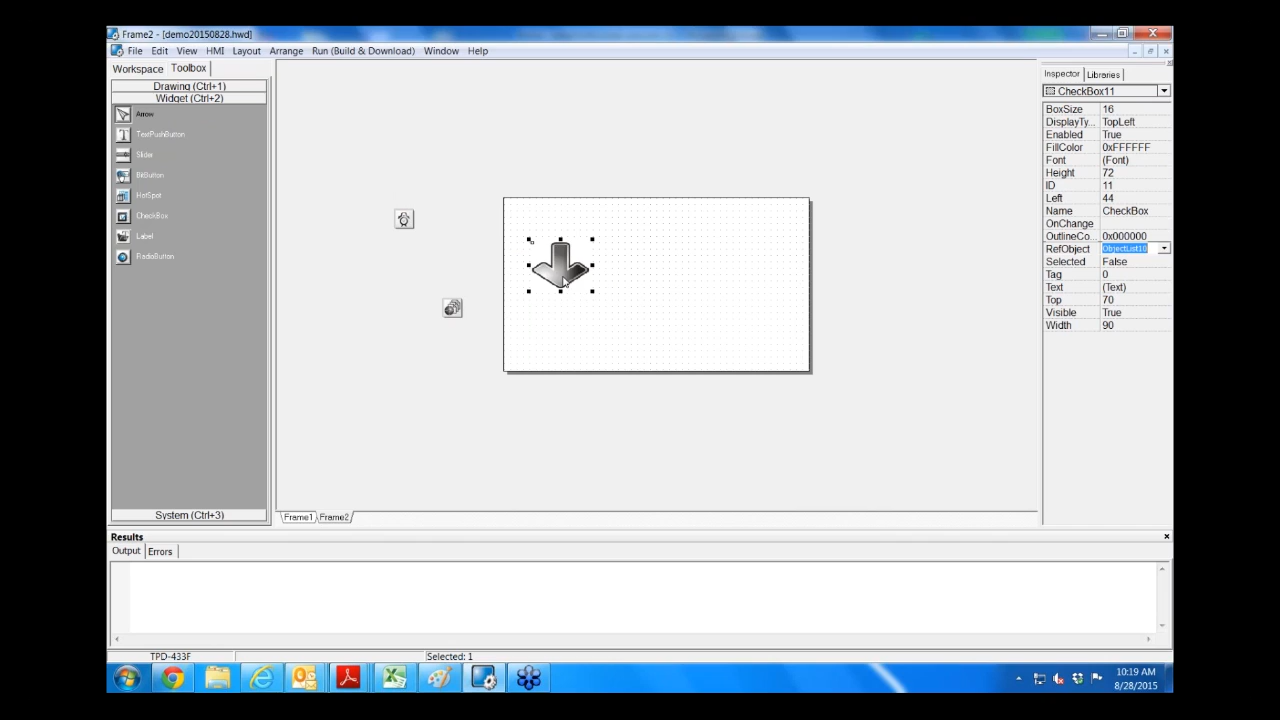 Frame2 - [demo20150828.hwd]
File Edit View HMI Layout Arrange Run (Build & Download) Window Help
Workspace Toolbox
Drawing (Ctrl+1)
Widget (Ctrl+2)
Arrow
TextPushButton
Slider
BitButton
HotSpot
CheckBox
Label
RadioButton
System (Ctrl+3)
Frame1 Frame2
Inspector Libraries
CheckBox11
BoxSize 16
DisplayTy... TopLeft
Enabled True
FillColor 0xFFFFFF
Font (Font)
Height 72
ID 11
Left 44
Name CheckBox
OnChange
OutlineCo... 0x000000
RefObject ObjectList10
Selected False
Tag 0
Text (Text)
Top 70
Visible True
Width 90
Results
Output Errors
TPD-433F Selected: 1
10:19 AM
8/28/2015